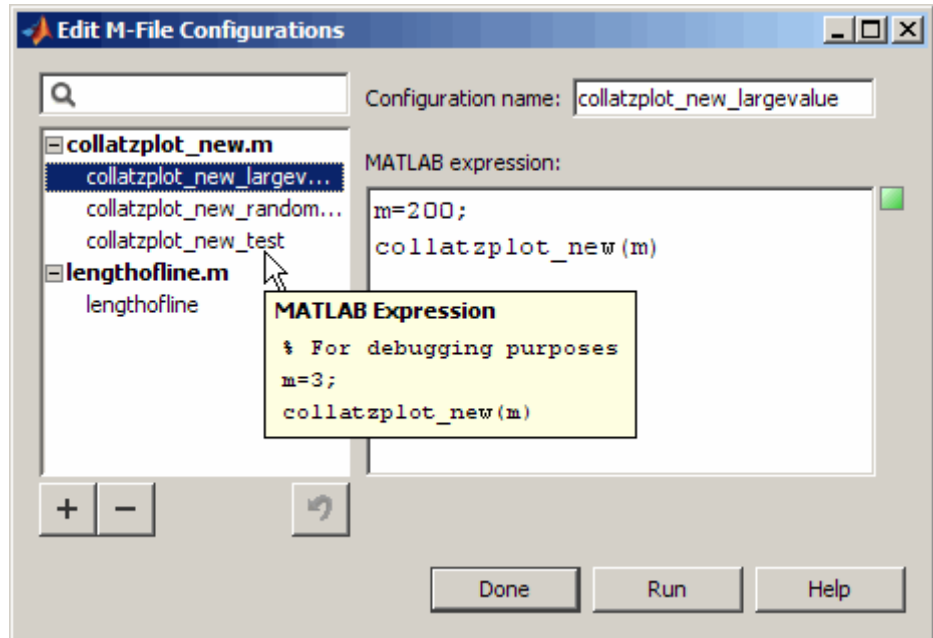 Edit M-File Configurations
Configuration name: collatzplot_new_largevalue
collatzplot_new.m
collatzplot_new_largev...
collatzplot_new_random...
collatzplot_new_test
lengthofline.m
lengthofline
MATLAB expression:
m=200;
collatzplot_new(m)
MATLAB Expression
% For debugging purposes
m=3;
collatzplot_new(m)
+ −
Done Run Help